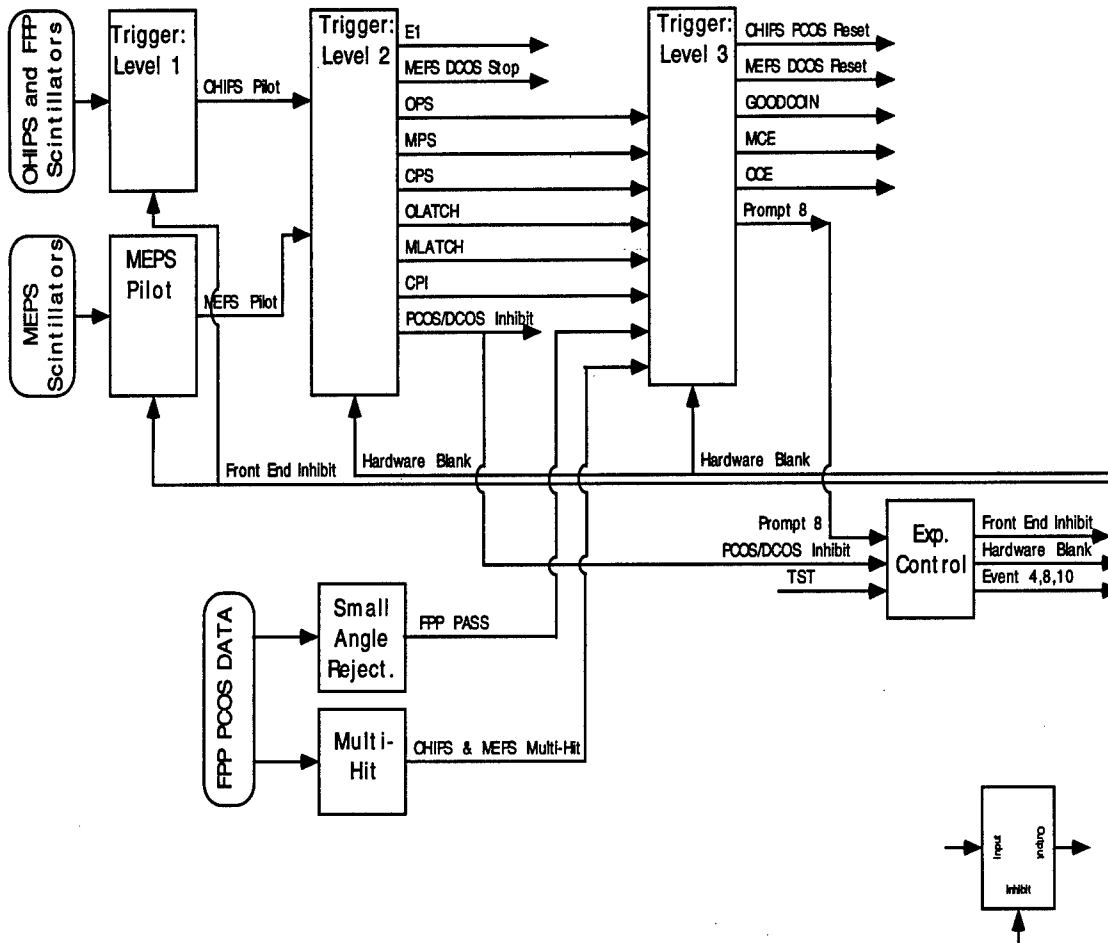 OHIPS and FPP
Scintillators
Trigger:
Level 1
OHIPS Pilot
MEPS
Scintillators
MEPS
Pilot
MEPS Pilot
Trigger:
Level 2
E1
MEPS DCOS Stop
OPS
MPS
CPS
OLATCH
MLATCH
CPI
PCOS/DCOS Inhibit
Trigger:
Level 3
OHIPS PCOS Reset
MEPS DCOS Reset
GOODCOIN
MCE
OCE
Prompt 8
Front End Inhibit
Hardware Blank
Hardware Blank
Prompt 8
PCOS/DCOS Inhibit
TST
Exp.
Control
Front End Inhibit
Hardware Blank
Event 4,8,10
FPP PCOS DATA
Small
Angle
Reject.
FPP PASS
Multi-
Hit
OHIPS & MEPS Multi-Hit
Input
Output
Inhibit